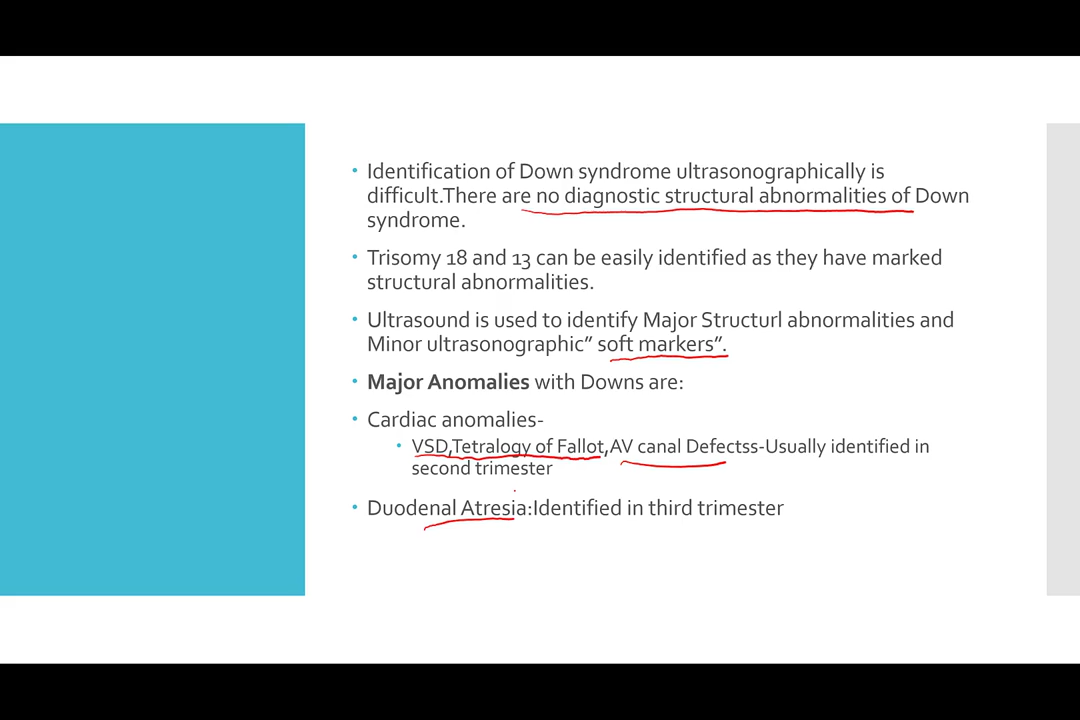 • Identification of Down syndrome ultrasonographically is
difficult.There are no diagnostic structural abnormalities of Down
syndrome.
• Trisomy 18 and 13 can be easily identified as they have marked
structural abnormalities.
• Ultrasound is used to identify Major Structurl abnormalities and
Minor ultrasonographic” soft markers”.
• Major Anomalies with Downs are:
• Cardiac anomalies-
• VSD,Tetralogy of Fallot,AV canal Defectss-Usually identified in
second trimester
• Duodenal Atresia:Identified in third trimester